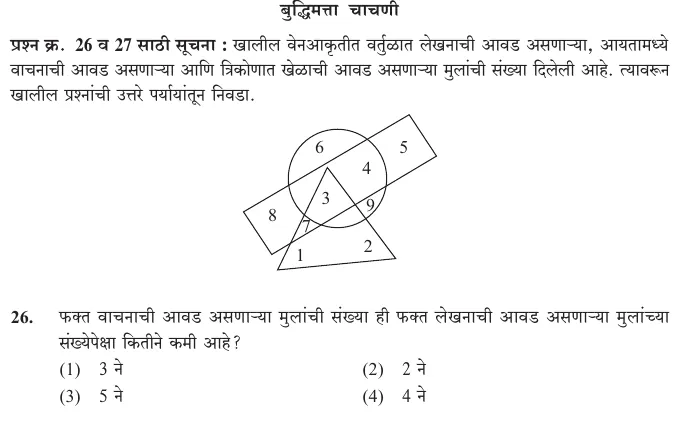 बुद्धिमत्ता चाचणी
प्रश्न क्र. 26 व 27 साठी सूचना : खालील वेनआकृतीत वर्तुळात लेखनाची आवड असणाऱ्या, आयतामध्ये
वाचनाची आवड असणाऱ्या आणि त्रिकोणात खेळाची आवड असणाऱ्या मुलांची संख्या दिलेली आहे. त्यावरून
खालील प्रश्नांची उत्तरे पर्यायांतून निवडा.
6
5
4
3
9
8
7
2
1
26. फक्त वाचनाची आवड असणाऱ्या मुलांची संख्या ही फक्त लेखनाची आवड असणाऱ्या मुलांच्या
संख्येपेक्षा कितीने कमी आहे?
(1) 3 ने (2) 2 ने
(3) 5 ने (4) 4 ने